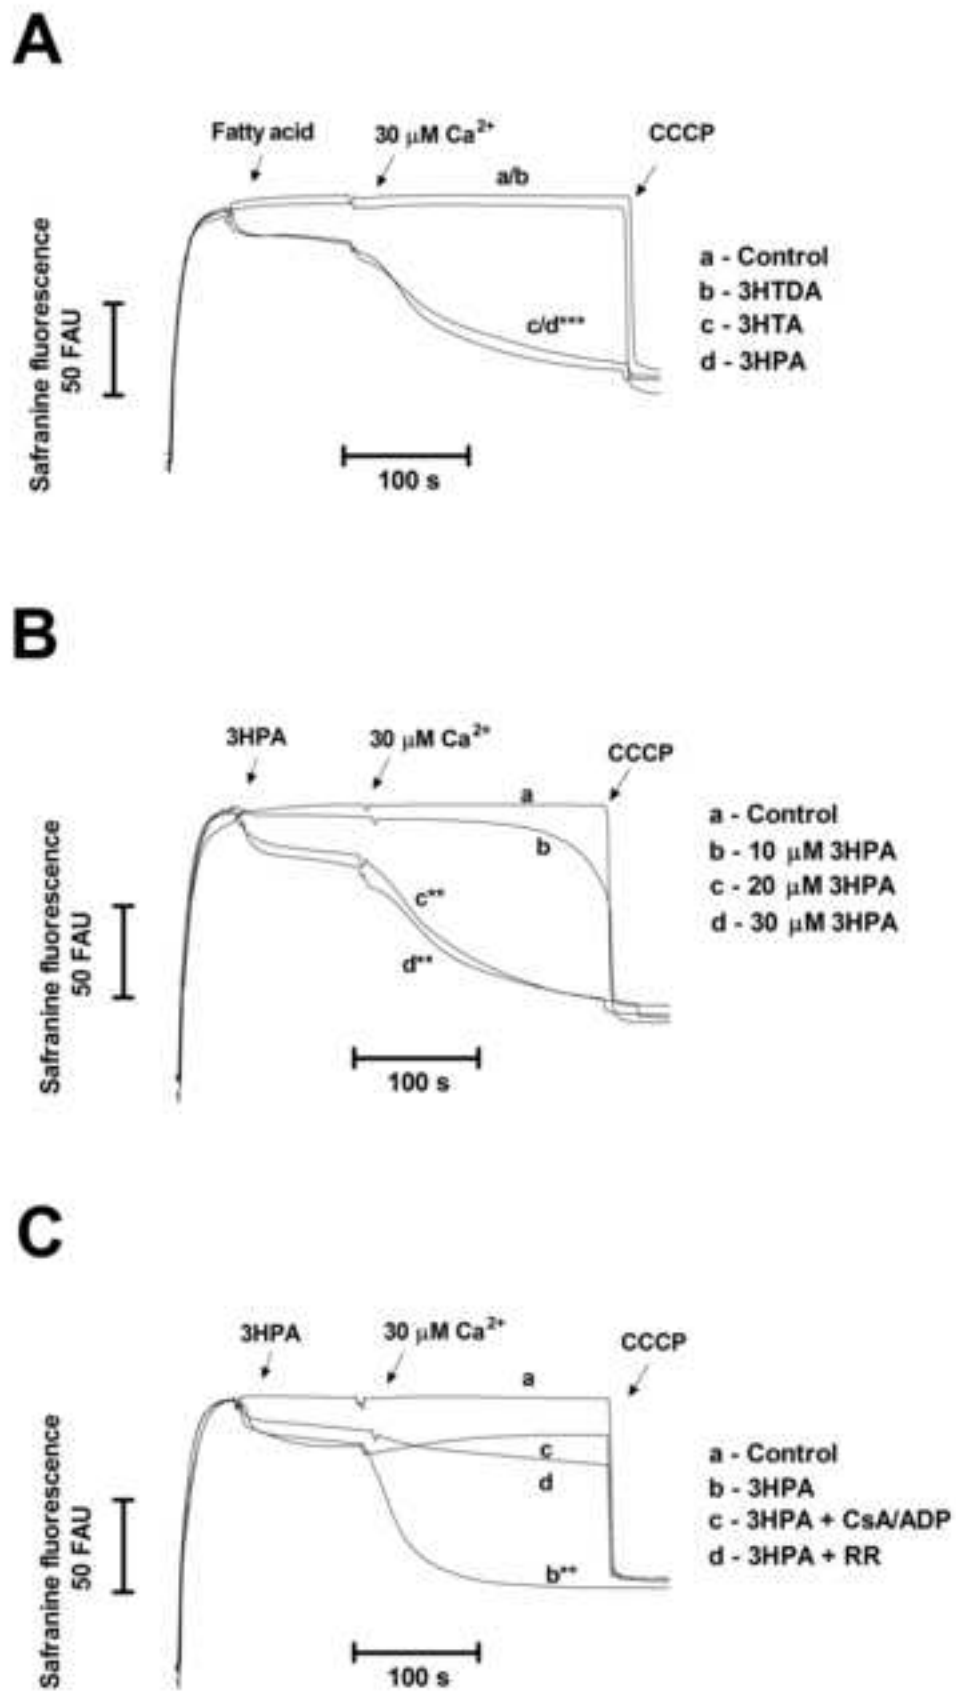 A
Fatty acid
30 μM Ca²⁺
CCCP
a/b
c/d***
a - Control
b - 3HTDA
c - 3HTA
d - 3HPA
Safranine fluorescence
50 FAU
100 s
B
3HPA
30 μM Ca²⁺
CCCP
a
b
c**
d**
a - Control
b - 10 μM 3HPA
c - 20 μM 3HPA
d - 30 μM 3HPA
Safranine fluorescence
50 FAU
100 s
C
3HPA
30 μM Ca²⁺
CCCP
a
c
d
b**
a - Control
b - 3HPA
c - 3HPA + CsA/ADP
d - 3HPA + RR
Safranine fluorescence
50 FAU
100 s